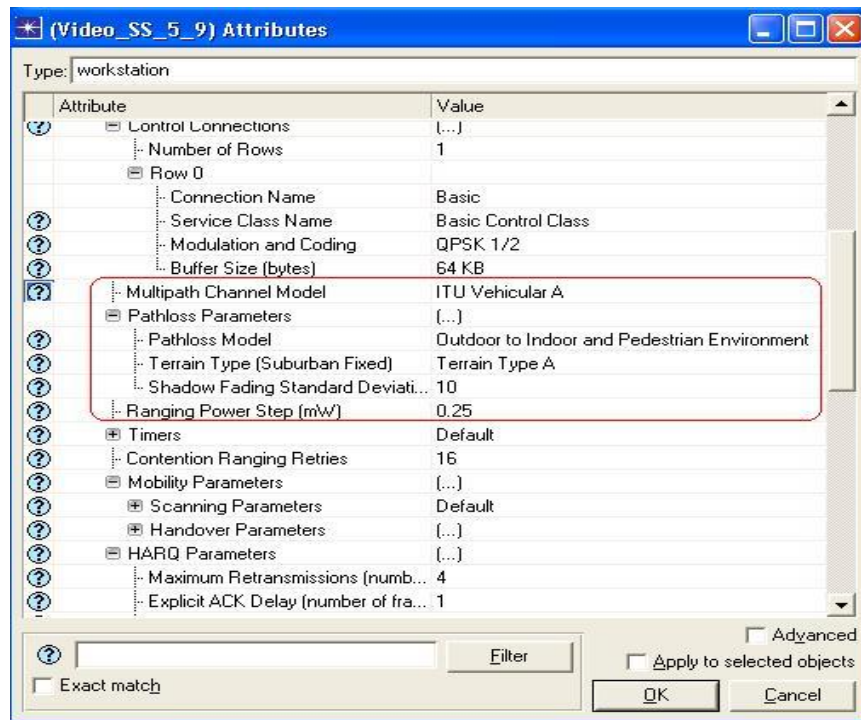 (Video_SS_5_9) Attributes
Type: workstation
Attribute Value
Control Connections (...)
Number of Rows 1
Row 0
Connection Name Basic
Service Class Name Basic Control Class
Modulation and Coding QPSK 1/2
Buffer Size (bytes) 64 KB
Multipath Channel Model ITU Vehicular A
Pathloss Parameters (...)
Pathloss Model Outdoor to Indoor and Pedestrian Environment
Terrain Type (Suburban Fixed) Terrain Type A
Shadow Fading Standard Deviati... 10
Ranging Power Step (mW) 0.25
Timers Default
Contention Ranging Retries 16
Mobility Parameters (...)
Scanning Parameters Default
Handover Parameters (...)
HARQ Parameters (...)
Maximum Retransmissions (numb... 4
Explicit ACK Delay (number of fra... 1
Advanced
Filter
Apply to selected objects
Exact match
OK Cancel